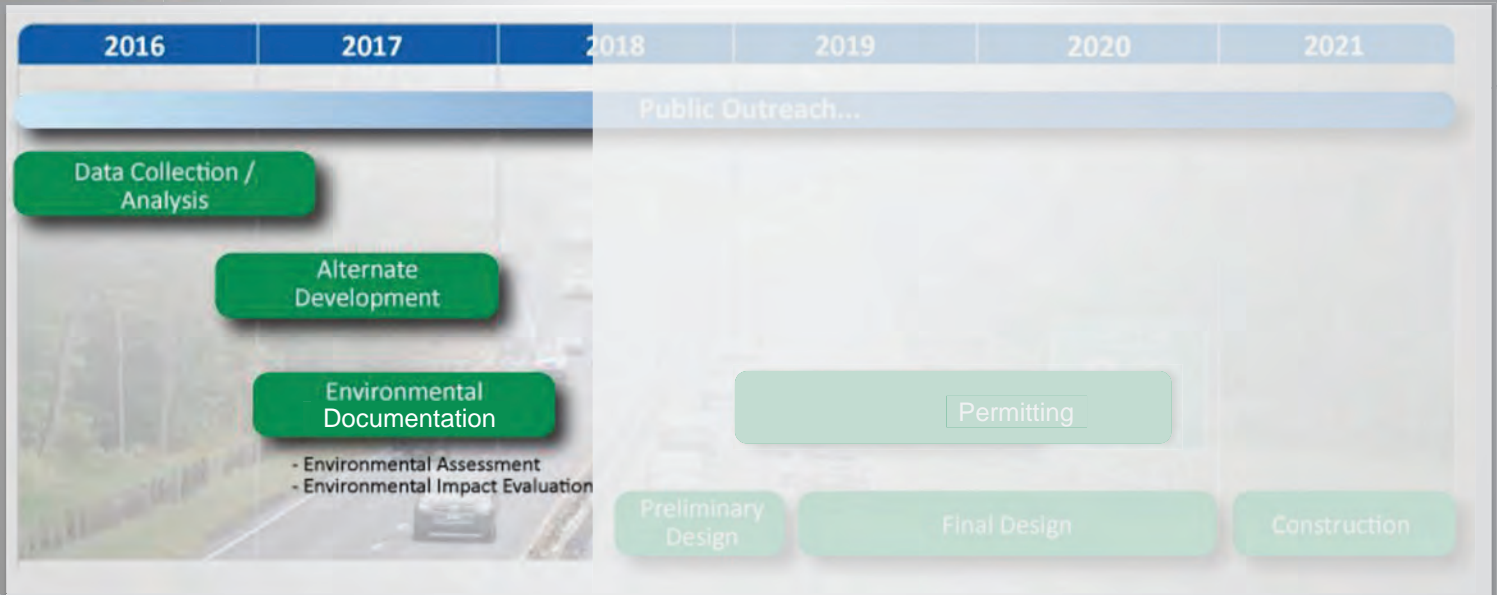 2016 2017 2018 2019 2020 2021
Public Outreach...
Data Collection /
Analysis
Alternate
Development
Environmental
Documentation
Permitting
- Environmental Assessment
- Environmental Impact Evaluation
Preliminary
Design
Final Design
Construction